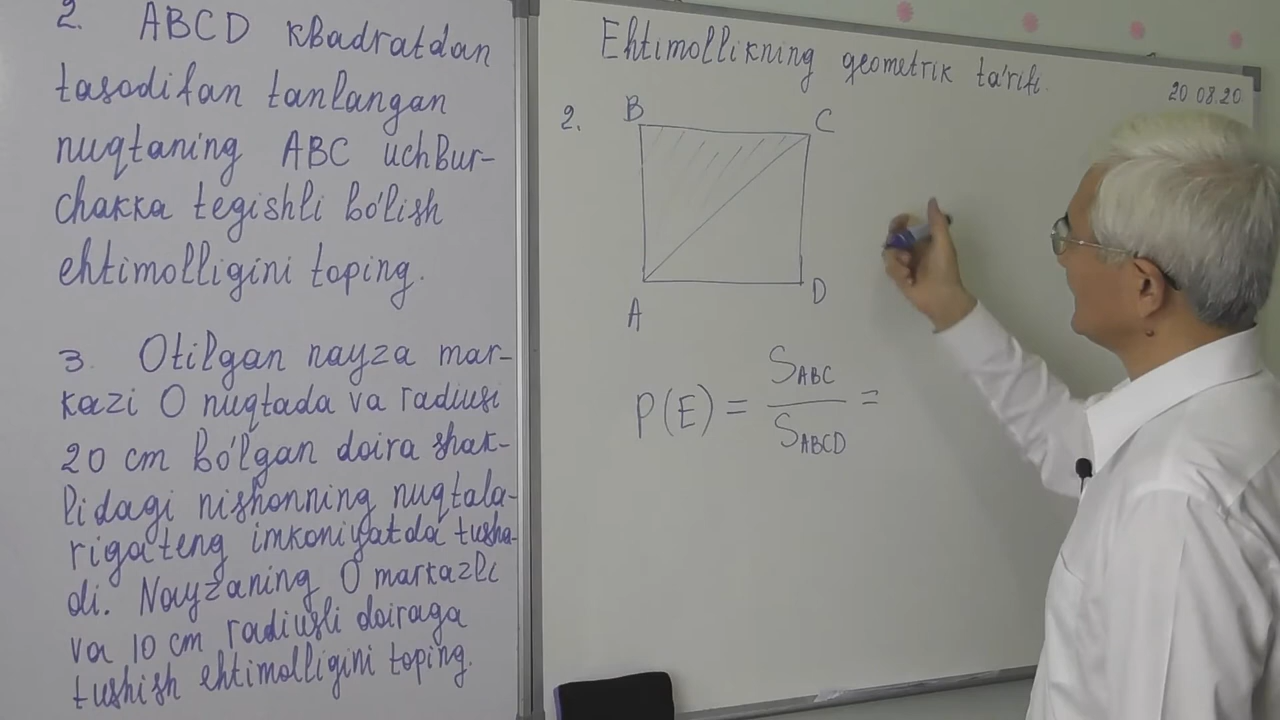 2. ABCD kvadratdan
tasodifan tanlangan
nuqtaning ABC uchbur-
chakka tegishli bo'lish
ehtimolligini toping.
3. Otilgan nayza mar-
kazi O nuqtada va radiusi
20 cm bo'lgan doira shak-
lidagi nishonning nuqtala-
riga teng imkoniyatda tusha-
di. Nayzaning O markazli
va 10 cm radiusli doiraga
tushish ehtimolligini toping.
Ehtimollikning geometrik ta'rifi.
20 08.20
2.
B
C
A
D
P(E) = S_ABC / S_ABCD =